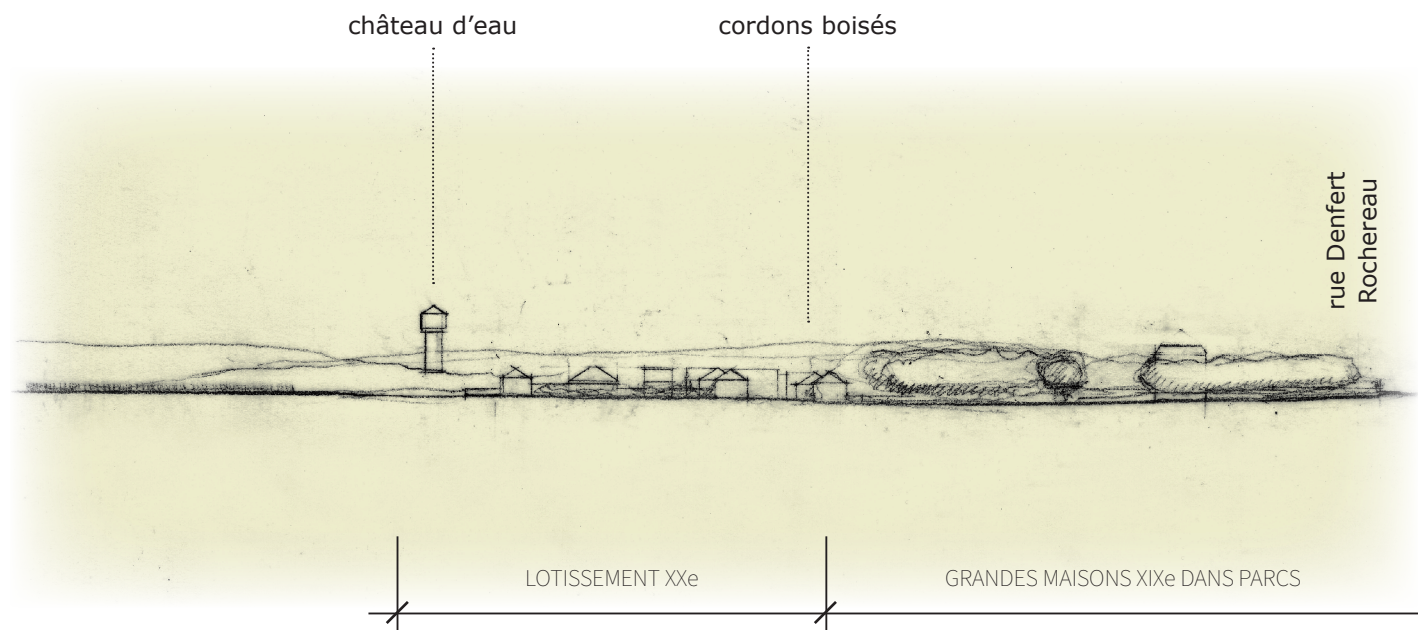 château d’eau
cordons boisés
rue Denfert
Rochereau
LOTISSEMENT XXe
GRANDES MAISONS XIXe DANS PARCS